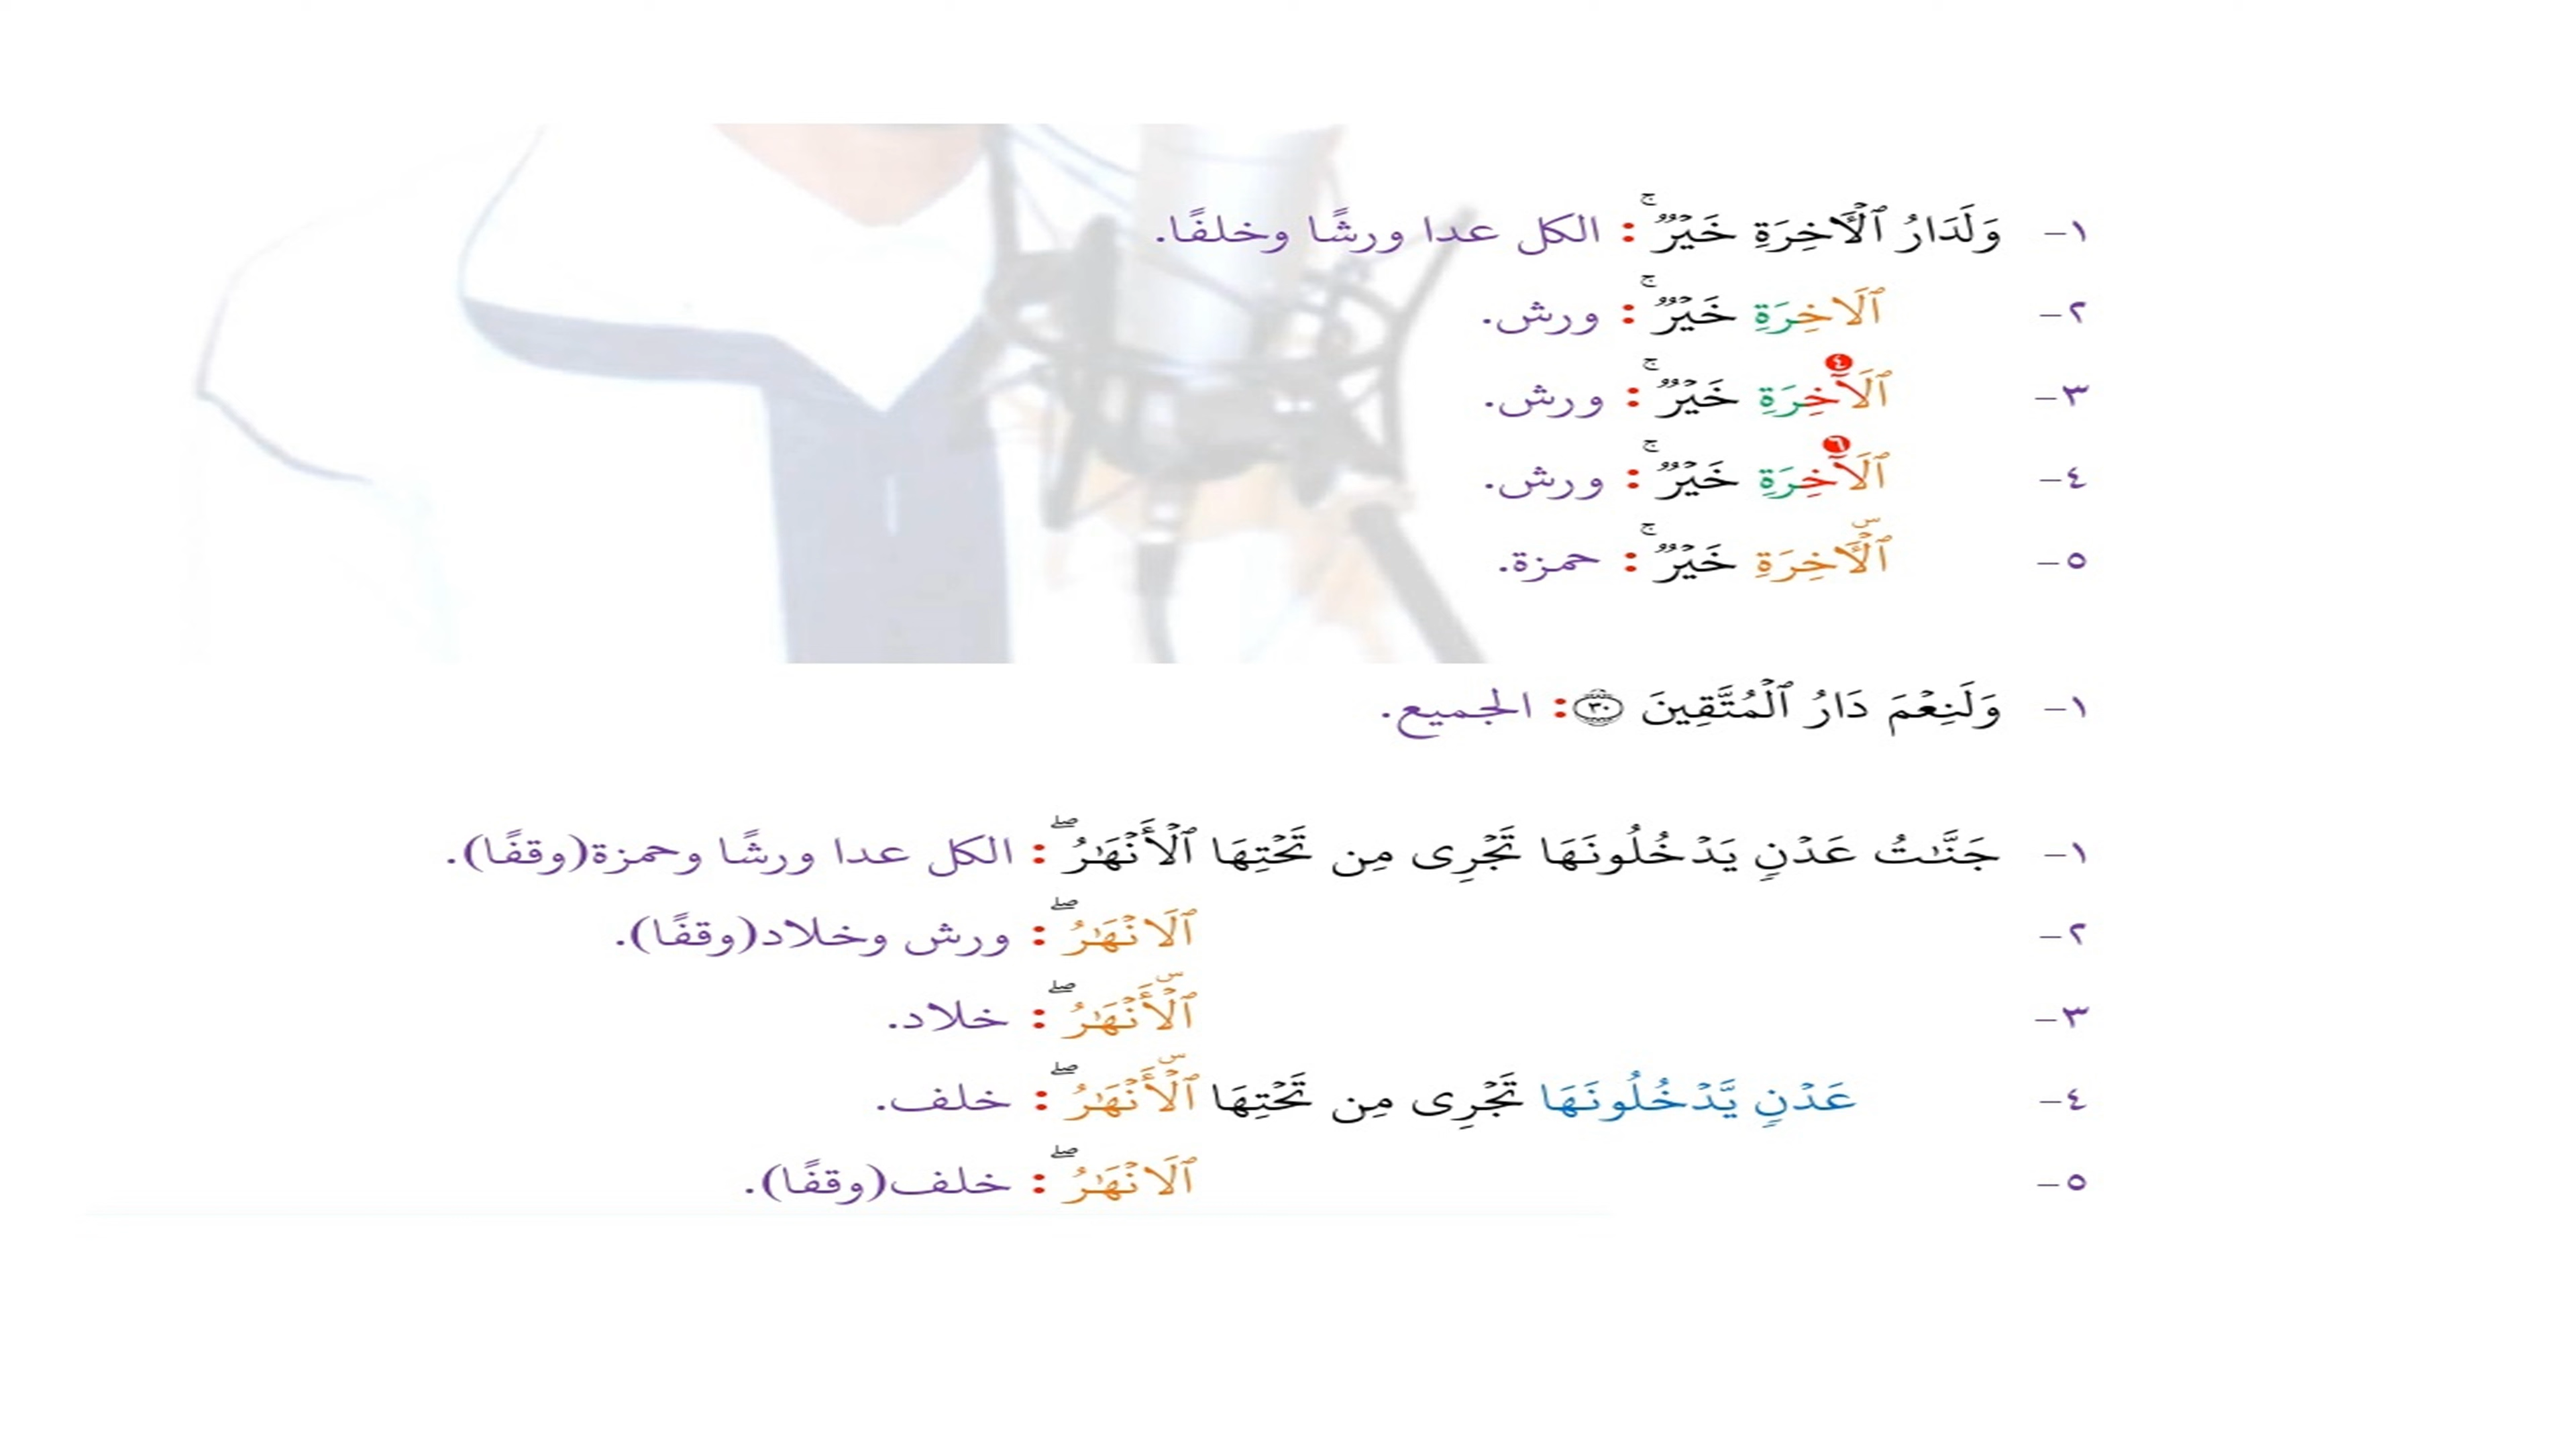 ١- وَلَدَارُ ٱلْأٓخِرَةِ خَيْرٌۚ : الكل عدا ورشًا وخلفًا.
٢- ٱلَاخِرَةِ خَيْرٌۚ : ورش.
٣- ٱلَآخِرَةِ ٤ خَيْرٌۚ : ورش.
٤- ٱلَآخِرَةِ ٦ خَيْرٌۚ : ورش.
٥- ٱلْأٓخِرَةِ س خَيْرٌۚ : حمزة.
١- وَلَنِعْمَ دَارُ ٱلْمُتَّقِينَ ٣٠ : الجميع.
١- جَنَّٰتُ عَدْنٍ يَدْخُلُونَهَا تَجْرِى مِن تَحْتِهَا ٱلْأَنْهَٰرُۖ : الكل عدا ورشًا وحمزة(وقفًا).
٢- ٱلَانْهَٰرُۖ : ورش وخلاد(وقفًا).
٣- ٱلْأَنْهَٰرُۖ س : خلاد.
٤- عَدْنٍ يَّدْخُلُونَهَا تَجْرِى مِن تَحْتِهَا ٱلْأَنْهَٰرُۖ س : خلف.
٥- ٱلَانْهَٰرُۖ : خلف(وقفًا).